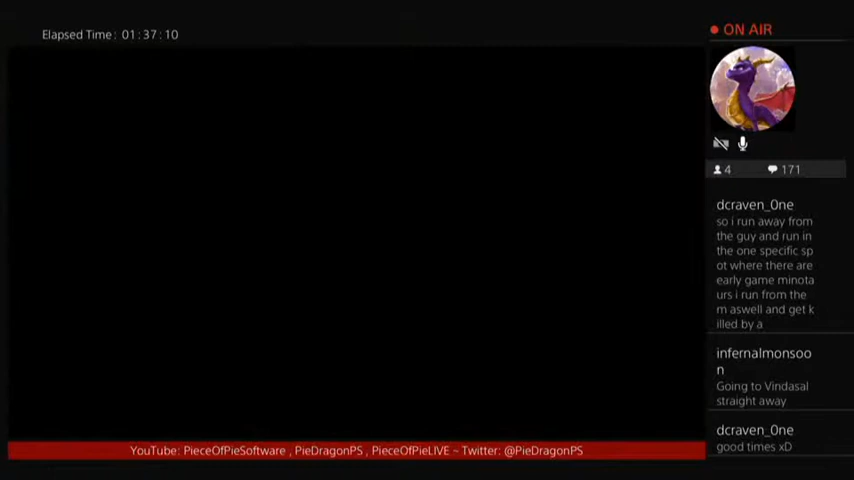 Elapsed Time: 01:37:10
ON AIR
4
171
dcraven_0ne
so i run away from
the guy and run in
the one specific sp
ot where there are
early game minota
urs i run from the
m aswell and get k
illed by a
infernalmonsoo
n
Going to Vindasal
straight away
dcraven_0ne
good times xD
YouTube: PieceOfPieSoftware , PieDragonPS , PieceOfPieLIVE ~ Twitter: @PieDragonPS